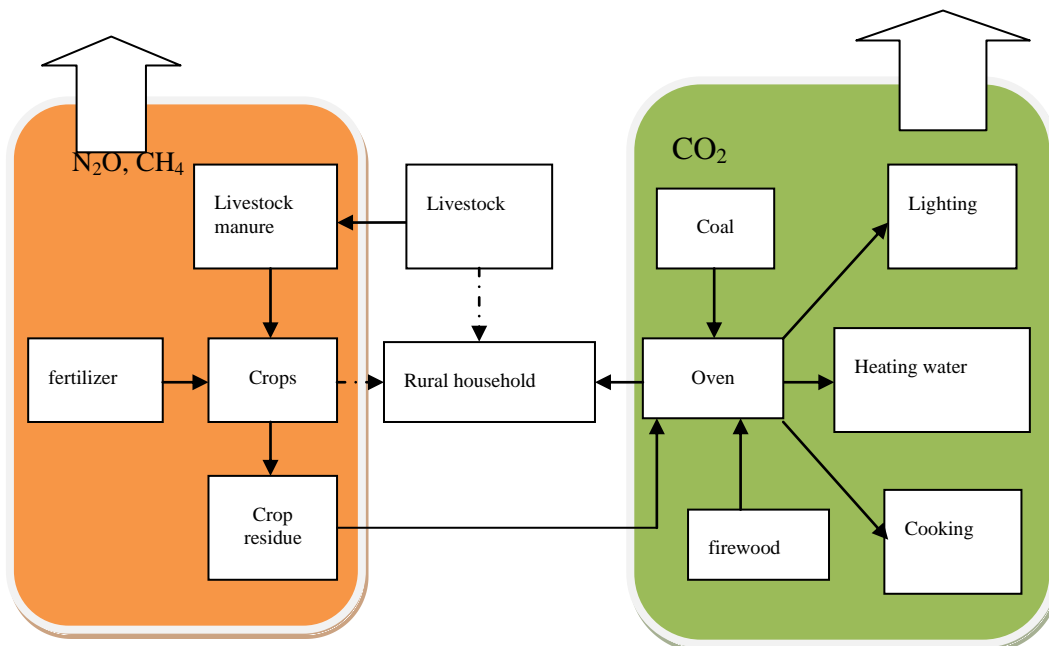 N₂O, CH₄
CO₂
Livestock
manure
Livestock
Coal
Lighting
fertilizer
Crops
Rural household
Oven
Heating water
Crop
residue
firewood
Cooking